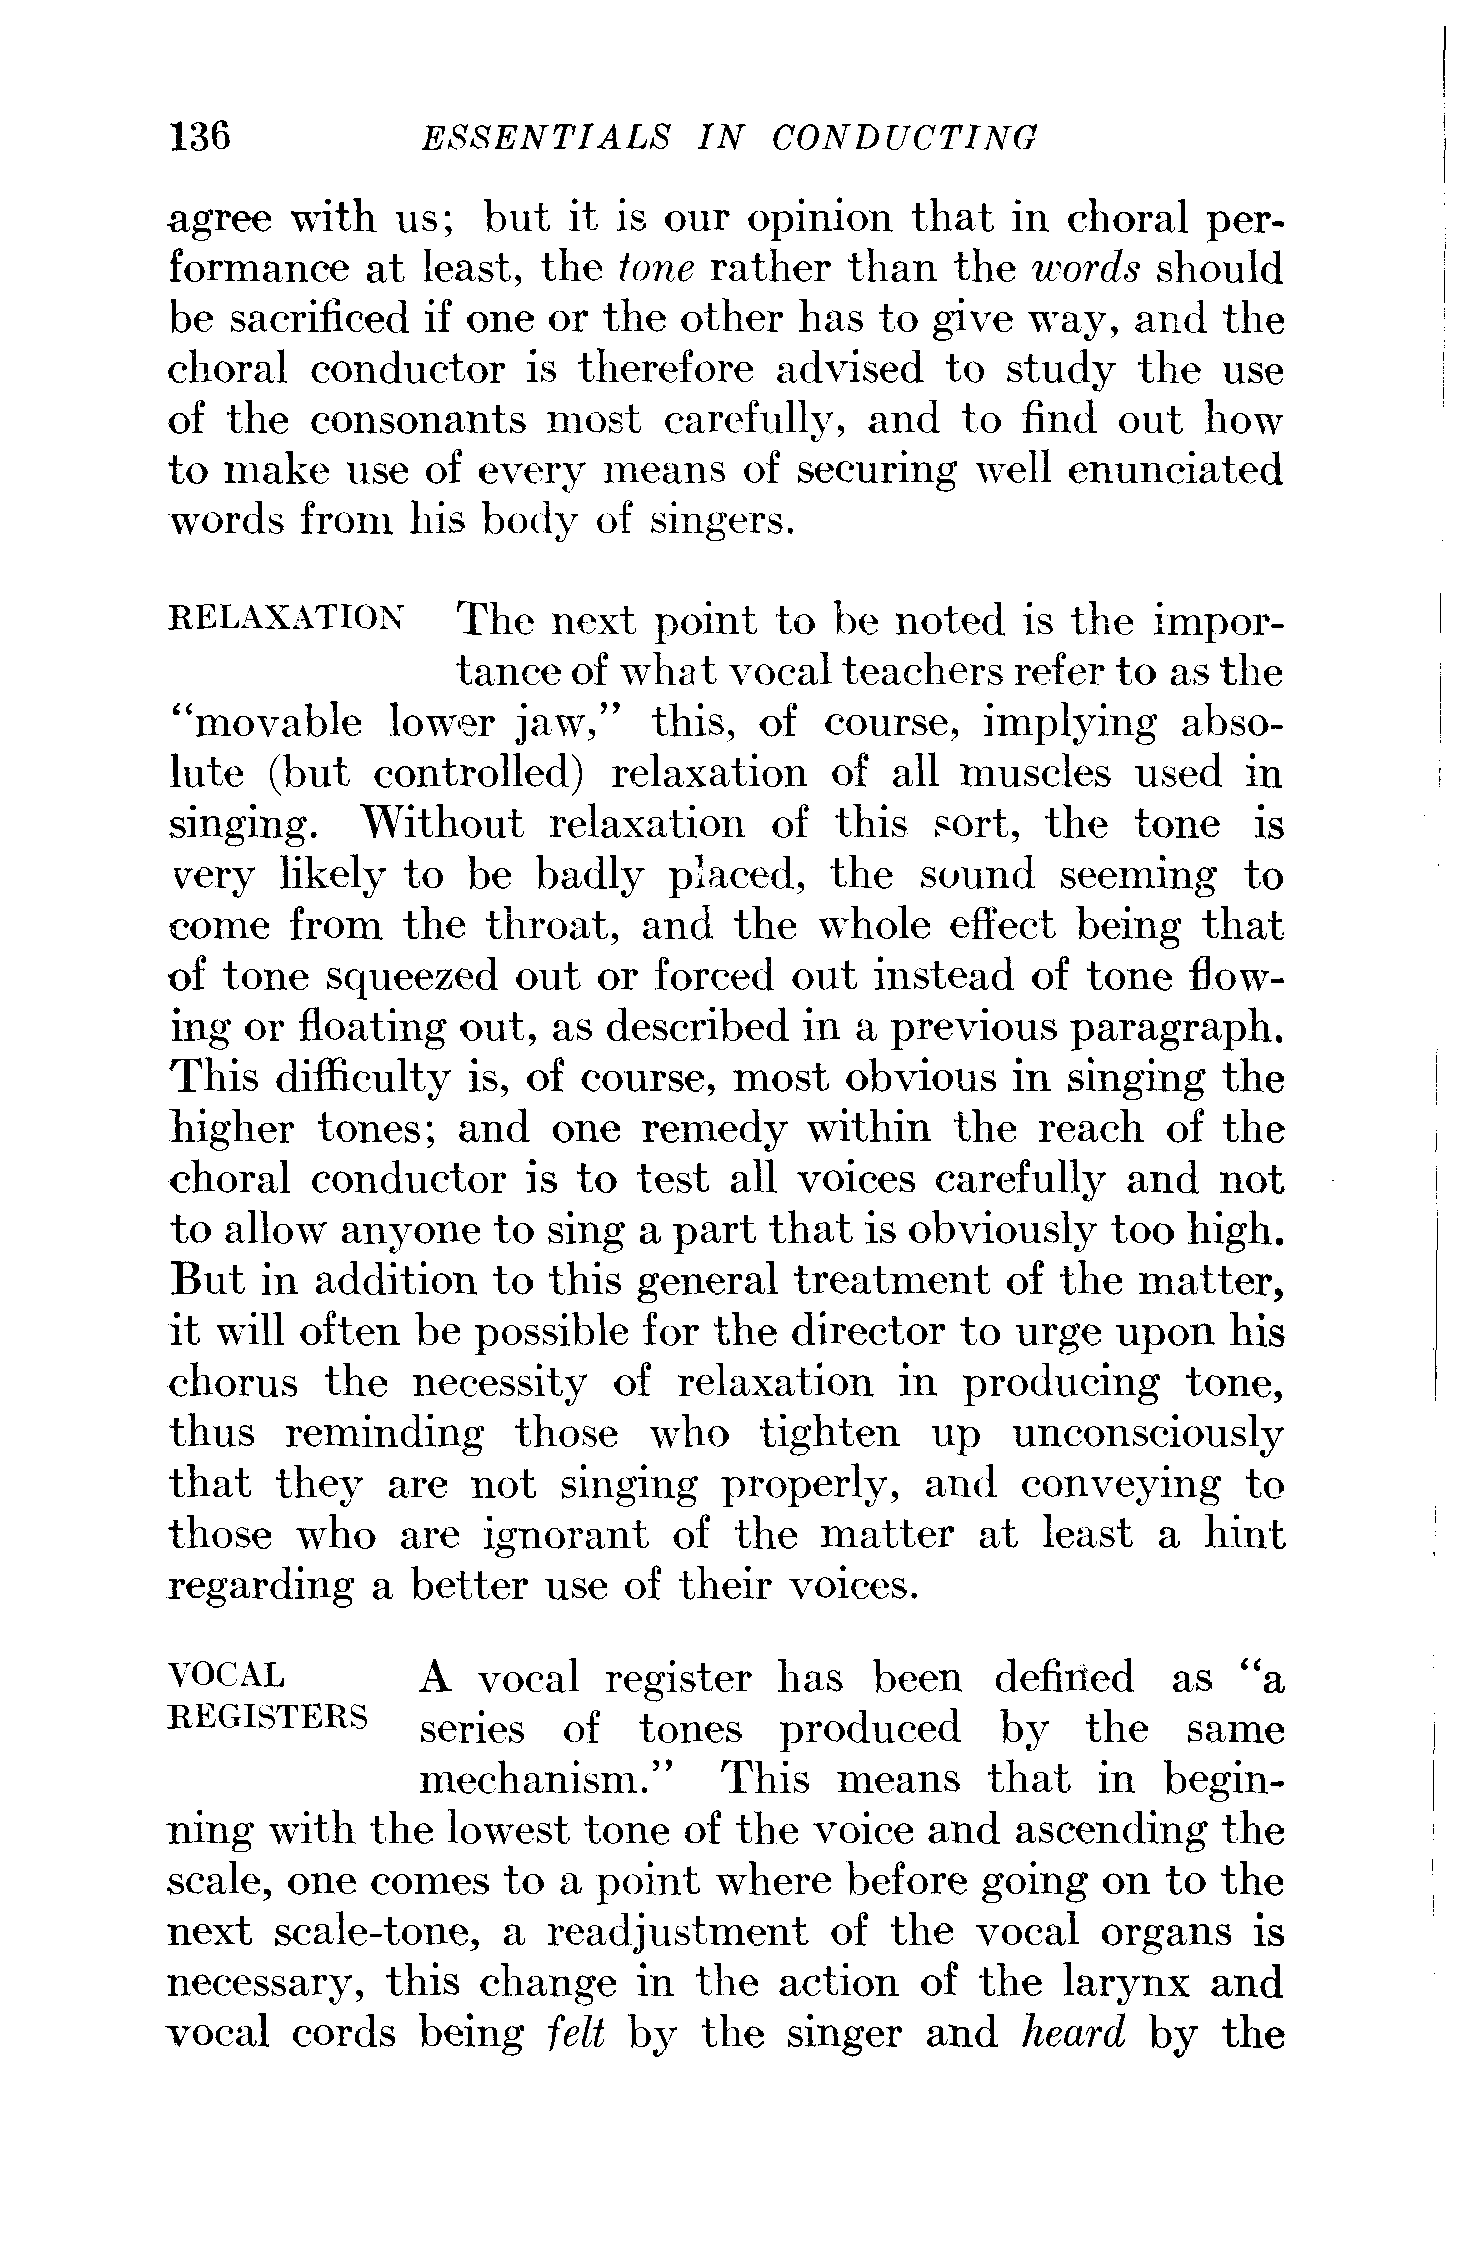 136 ESSENTIALS IN CONDUCTING
agree with us; but it is our opinion that in choral per-
formance at least, the tone rather than the words should
be sacrificed if one or the other has to give way, and the
choral conductor is therefore advised to study the use
of the consonants most carefully, and to find out how
to make use of every means of securing well enunciated
words from his body of singers.
RELAXATION The next point to be noted is the impor-
tance of what vocal teachers refer to as the
“movable lower jaw,” this, of course, implying abso-
lute (but controlled) relaxation of all muscles used in
singing. Without relaxation of this sort, the tone is
very likely to be badly placed, the sound seeming to
come from the throat, and the whole effect being that
of tone squeezed out or forced out instead of tone flow-
ing or floating out, as described in a previous paragraph.
This difficulty is, of course, most obvious in singing the
higher tones; and one remedy within the reach of the
choral conductor is to test all voices carefully and not
to allow anyone to sing a part that is obviously too high.
But in addition to this general treatment of the matter,
it will often be possible for the director to urge upon his
chorus the necessity of relaxation in producing tone,
thus reminding those who tighten up unconsciously
that they are not singing properly, and conveying to
those who are ignorant of the matter at least a hint
regarding a better use of their voices.
VOCAL A vocal register has been defined as “a
REGISTERS series of tones produced by the same
mechanism.” This means that in begin-
ning with the lowest tone of the voice and ascending the
scale, one comes to a point where before going on to the
next scale-tone, a readjustment of the vocal organs is
necessary, this change in the action of the larynx and
vocal cords being felt by the singer and heard by the